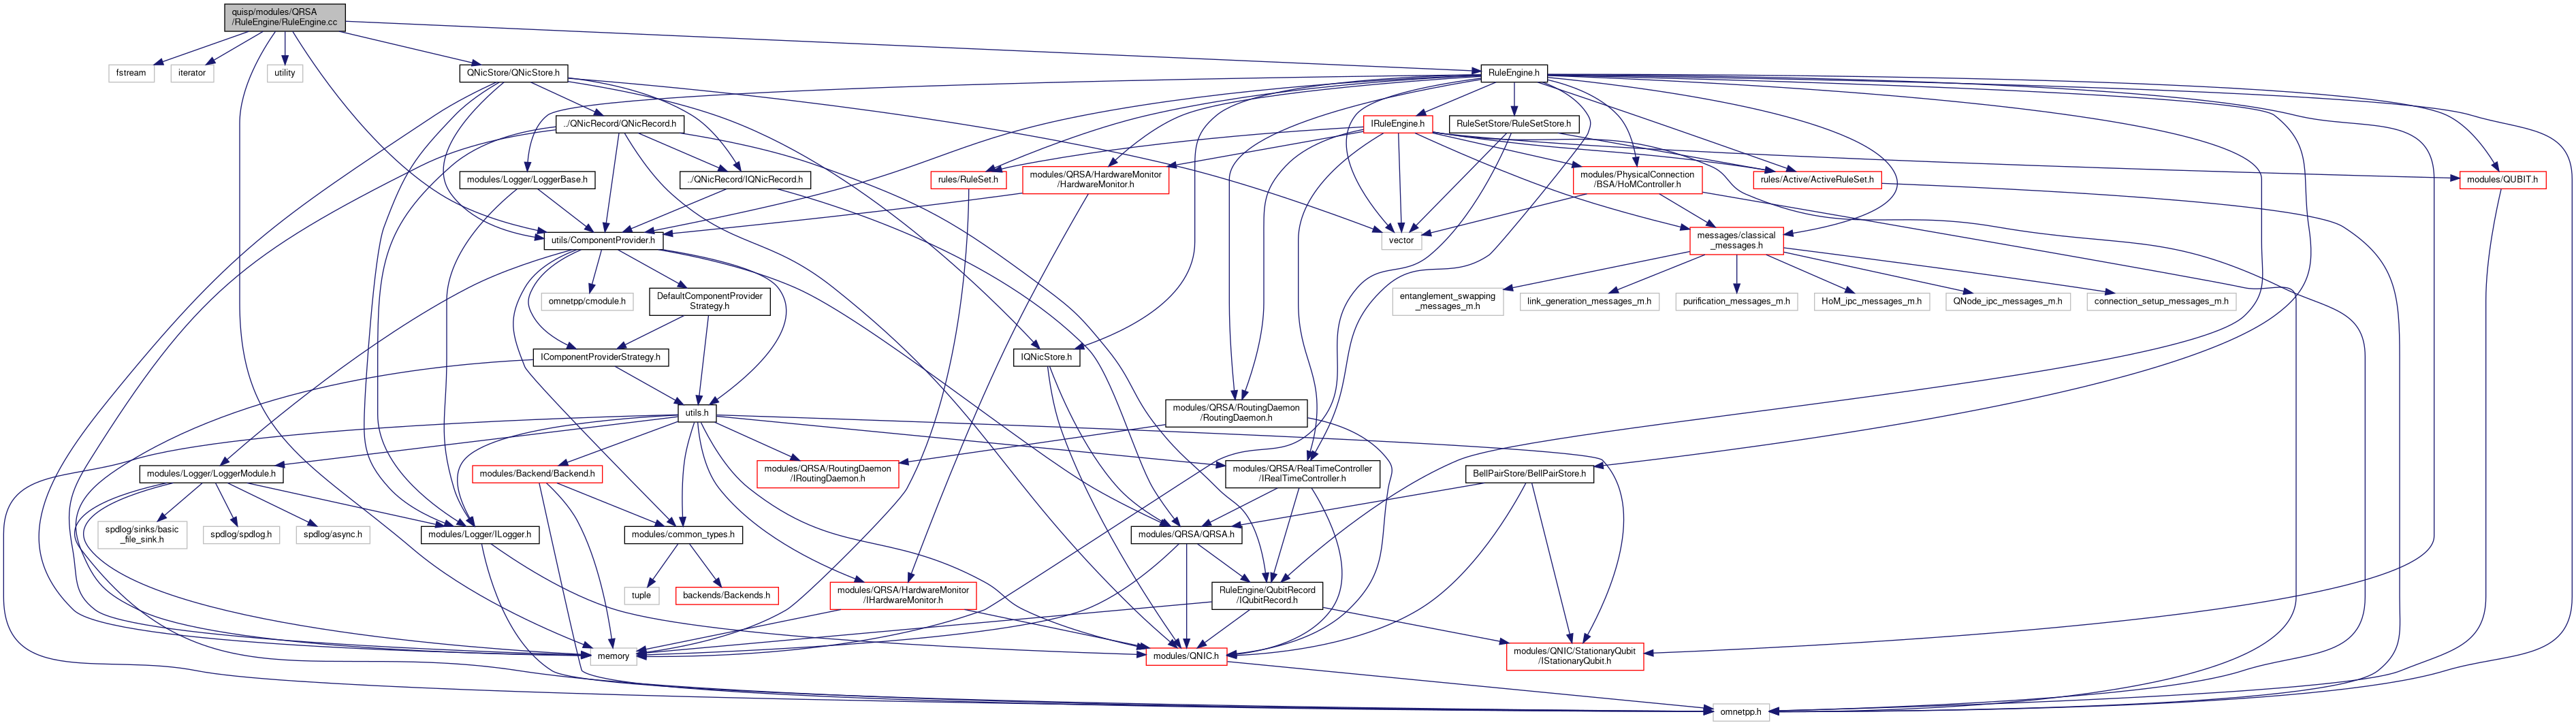 quisp/modules/QRSA
/RuleEngine/RuleEngine.cc
fstream
iterator
utility
QNicStore/QNicStore.h
RuleEngine.h
../QNicRecord/QNicRecord.h
IRuleEngine.h
RuleSetStore/RuleSetStore.h
modules/Logger/LoggerBase.h
../QNicRecord/IQNicRecord.h
rules/RuleSet.h
modules/QRSA/HardwareMonitor
/HardwareMonitor.h
modules/PhysicalConnection
/BSA/HoMController.h
rules/Active/ActiveRuleSet.h
modules/QUBIT.h
utils/ComponentProvider.h
vector
messages/classical
_messages.h
omnetpp/cmodule.h
DefaultComponentProvider
Strategy.h
entanglement_swapping
_messages_m.h
link_generation_messages_m.h
purification_messages_m.h
HoM_ipc_messages_m.h
QNode_ipc_messages_m.h
connection_setup_messages_m.h
IComponentProviderStrategy.h
IQNicStore.h
utils.h
modules/QRSA/RoutingDaemon
/RoutingDaemon.h
modules/Logger/LoggerModule.h
modules/Backend/Backend.h
modules/QRSA/RoutingDaemon
/IRoutingDaemon.h
modules/QRSA/RealTimeController
/IRealTimeController.h
BellPairStore/BellPairStore.h
spdlog/sinks/basic
_file_sink.h
spdlog/spdlog.h
spdlog/async.h
modules/Logger/ILogger.h
modules/common_types.h
modules/QRSA/QRSA.h
tuple
backends/Backends.h
modules/QRSA/HardwareMonitor
/IHardwareMonitor.h
RuleEngine/QubitRecord
/IQubitRecord.h
memory
modules/QNIC.h
modules/QNIC/StationaryQubit
/IStationaryQubit.h
omnetpp.h